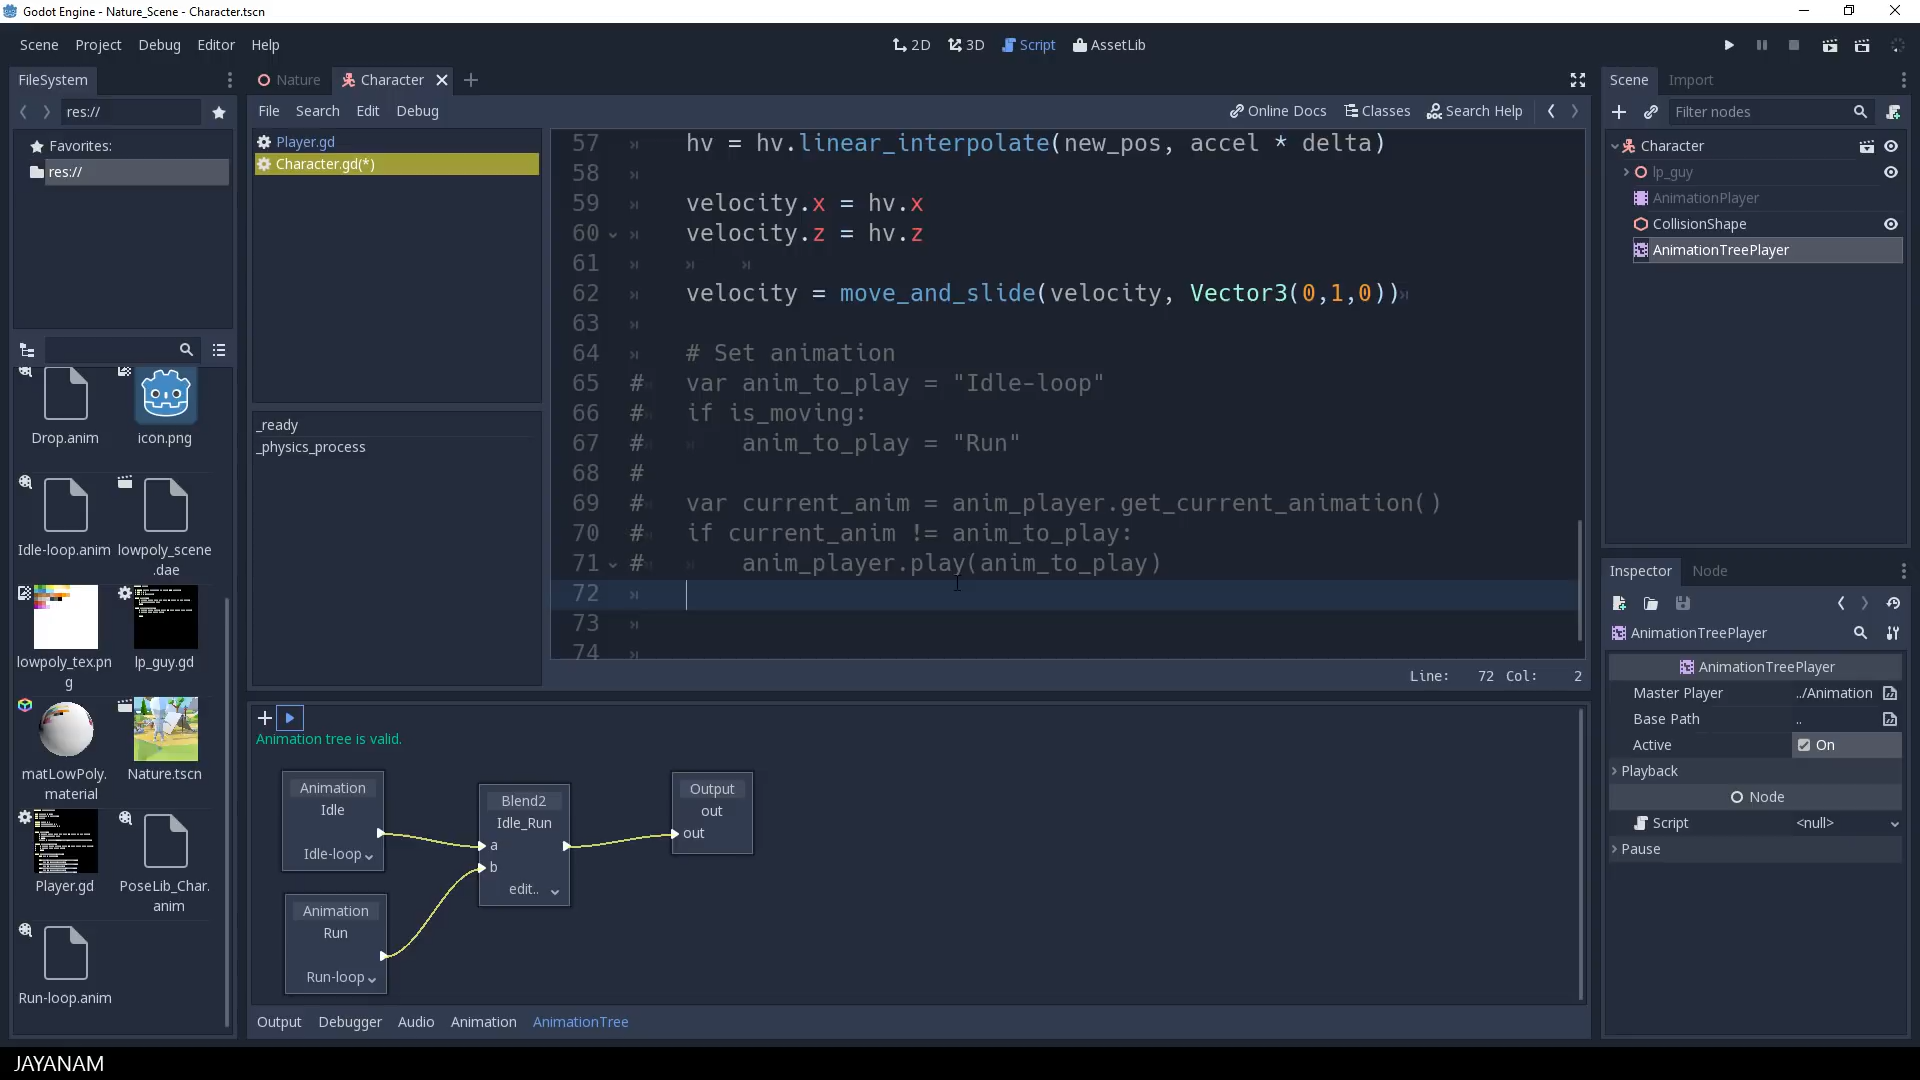 Godot Engine - Nature_Scene - Character.tscn
Scene Project Debug Editor Help
2D 3D Script AssetLib
FileSystem
res://
Favorites:
res://
Drop.anim
icon.png
Idle-loop.anim
lowpoly_scene
.dae
lowpoly_tex.pn
g
lp_guy.gd
matLowPoly.
material
Nature.tscn
Player.gd
PoseLib_Char.
anim
Run-loop.anim
Nature Character
File Search Edit Debug
Online Docs Classes Search Help
Player.gd
Character.gd(*)
_ready
_physics_process
57 hv = hv.linear_interpolate(new_pos, accel * delta)
58
59 velocity.x = hv.x
60 velocity.z = hv.z
61
62 velocity = move_and_slide(velocity, Vector3(0,1,0))
63
64 # Set animation
65 # var anim_to_play = "Idle-loop"
66 # if is_moving:
67 # anim_to_play = "Run"
68 #
69 # var current_anim = anim_player.get_current_animation()
70 # if current_anim != anim_to_play:
71 # anim_player.play(anim_to_play)
72
73
74
Line: 72 Col: 2
Animation tree is valid.
Animation
Idle
Idle-loop
Animation
Run
Run-loop
Blend2
Idle_Run
a
b
edit..
Output
out
out
Output Debugger Audio Animation AnimationTree
Scene Import
Filter nodes
Character
lp_guy
AnimationPlayer
CollisionShape
AnimationTreePlayer
Inspector Node
AnimationTreePlayer
AnimationTreePlayer
Master Player ../Animation
Base Path ..
Active On
Playback
Node
Script <null>
Pause
JAYANAM